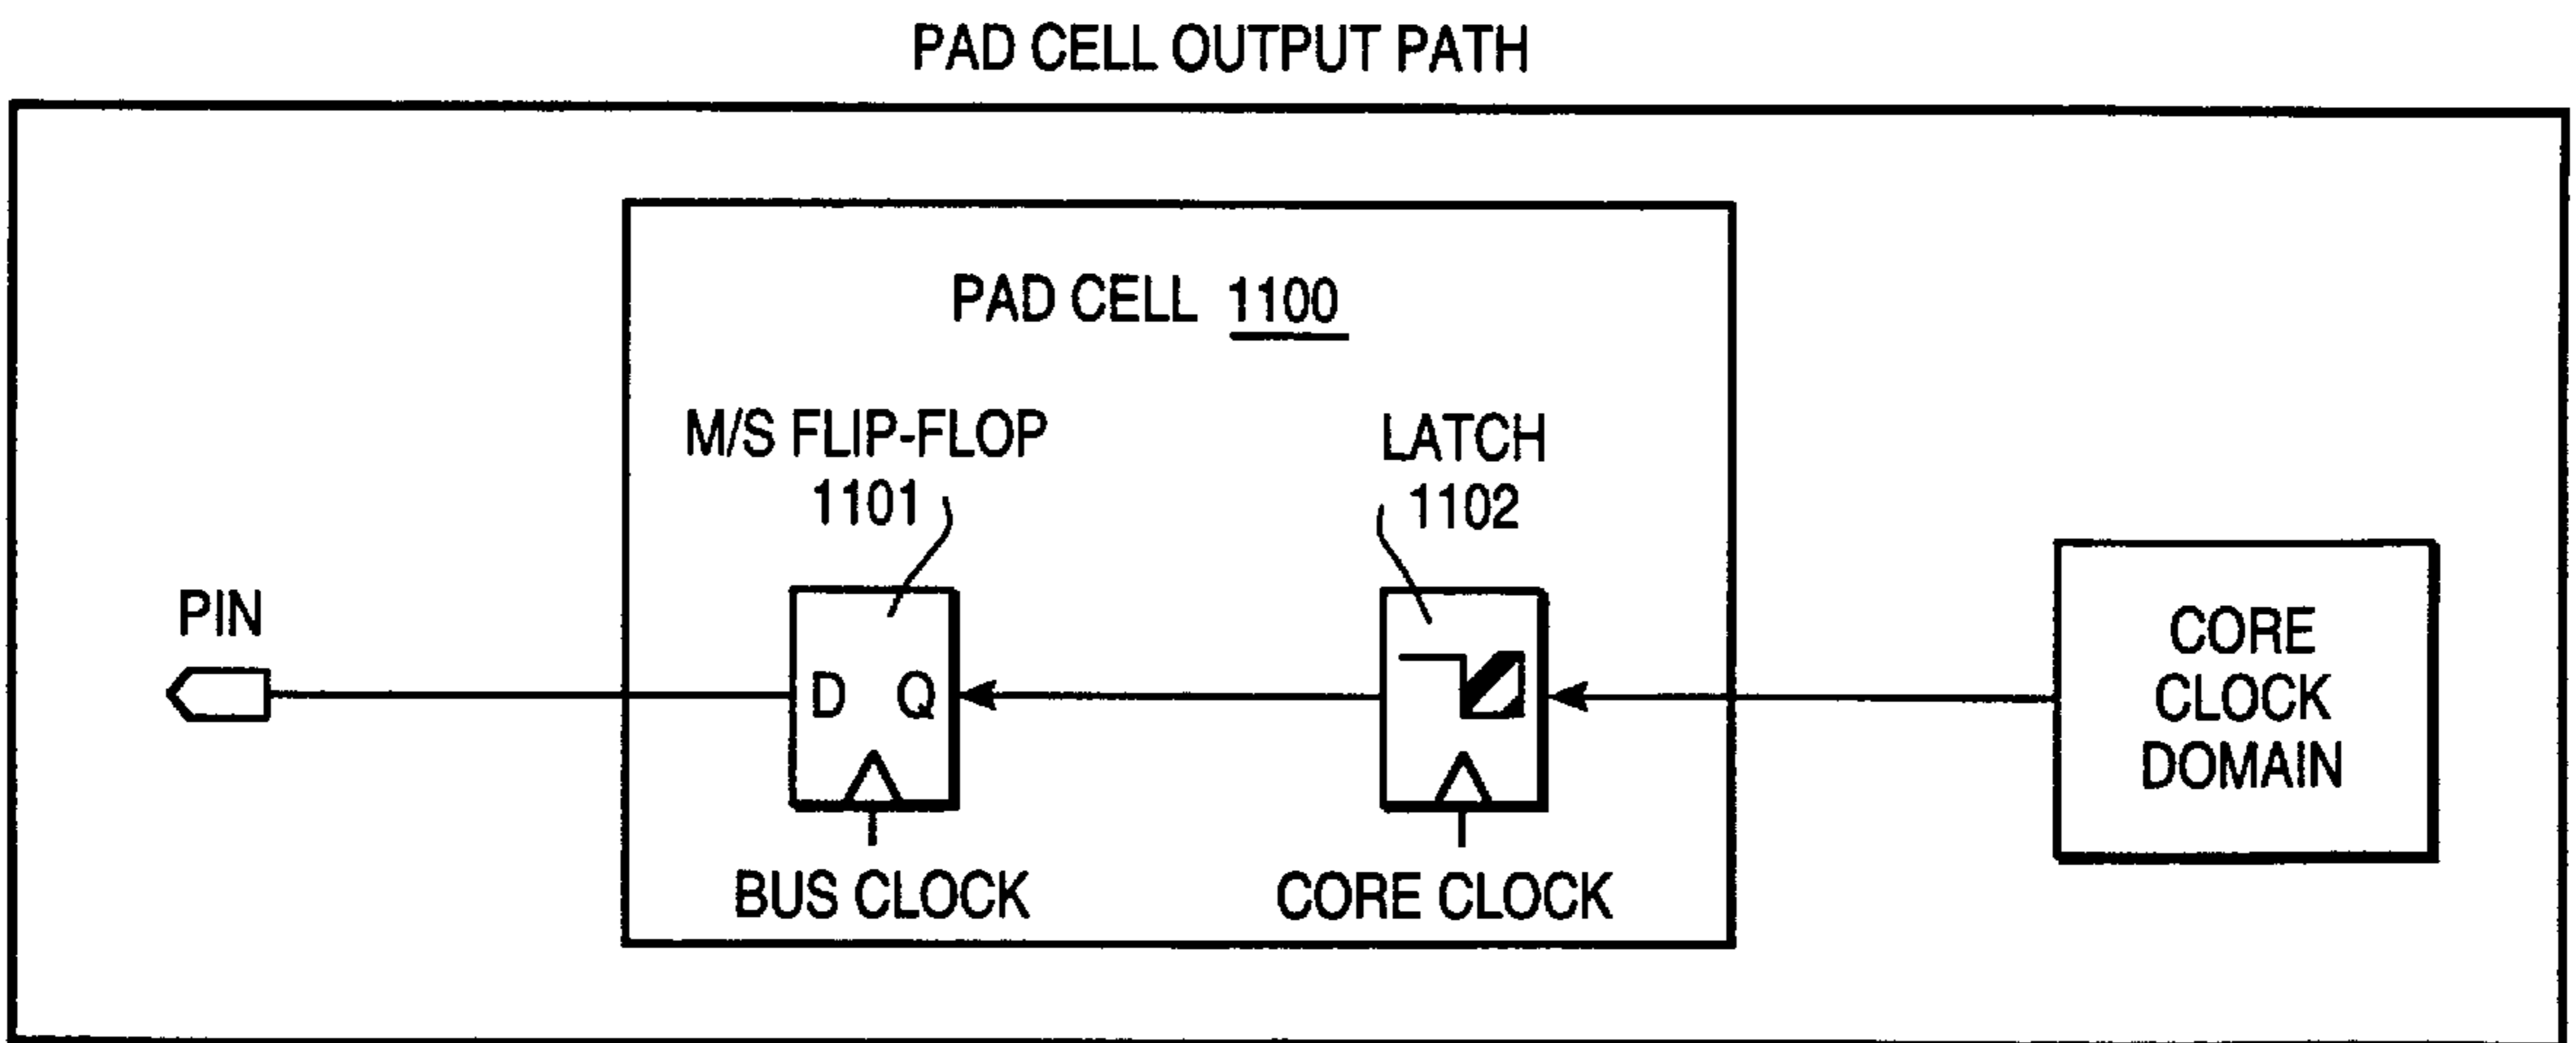 PAD CELL OUTPUT PATH
PAD CELL 1100
M/S FLIP-FLOP
1101
LATCH
1102
PIN
D Q
CORE
CLOCK
DOMAIN
BUS CLOCK
CORE CLOCK